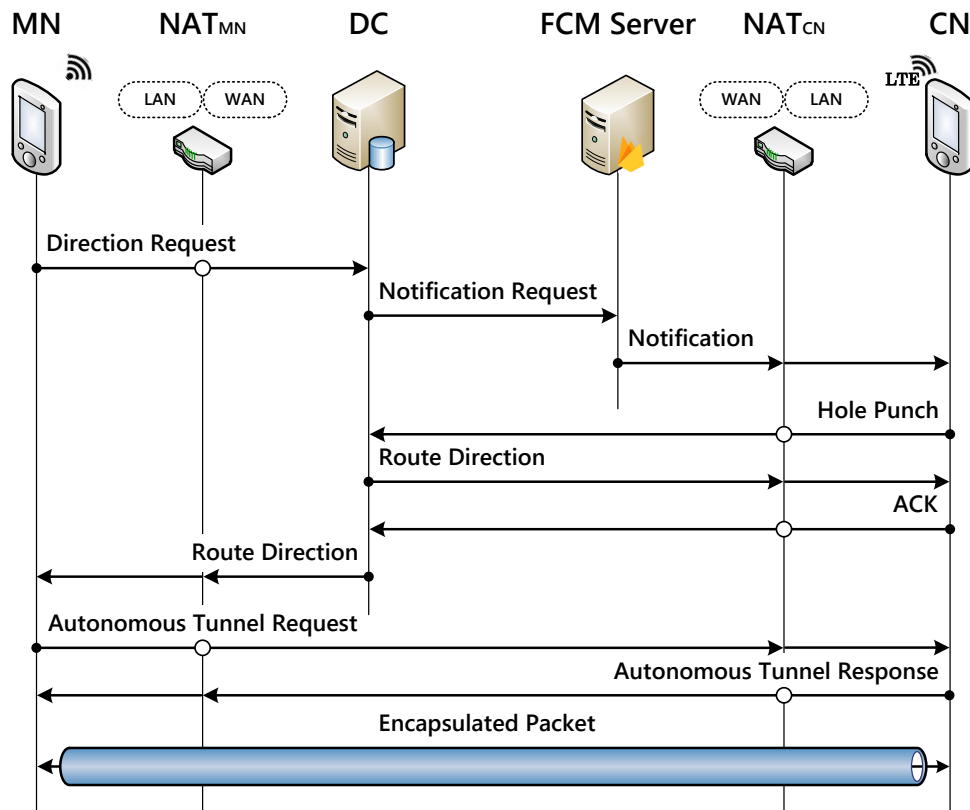 MN NATMN DC FCM Server NATCN CN
LTE
LAN WAN WAN LAN
Direction Request
Notification Request
Notification
Hole Punch
Route Direction
ACK
Route Direction
Autonomous Tunnel Request
Autonomous Tunnel Response
Encapsulated Packet